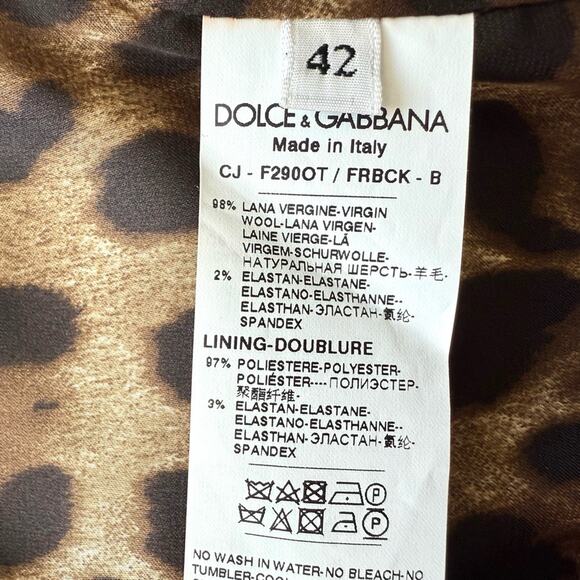 42
DOLCE & GABBANA
Made in Italy
CJ - F290OT / FRBCK - B
98% LANA VERGINE-VIRGIN
WOOL-LANA VIRGEN-
LAINE VIERGE-LÃ
VIRGEM-SCHURWOLLE-
НАТУРАЛЬНАЯ ШЕРСТЬ-羊毛-
2% ELASTAN-ELASTANE-
ELASTANO-ELASTHANNE--
ELASTHAN-ЭЛАСТАН-氨纶-
SPANDEX
LINING-DOUBLURE
97% POLIESTERE-POLYESTER-
POLIÉSTER----ПОЛИЭСТЕР-
聚酯纤维-
3% ELASTAN-ELASTANE-
ELASTANO-ELASTHANNE--
ELASTHAN-ЭЛАСТАН-氨纶-
SPANDEX
P
P
NO WASH IN WATER-NO BLEACH-NO
TUMBLER-COOL